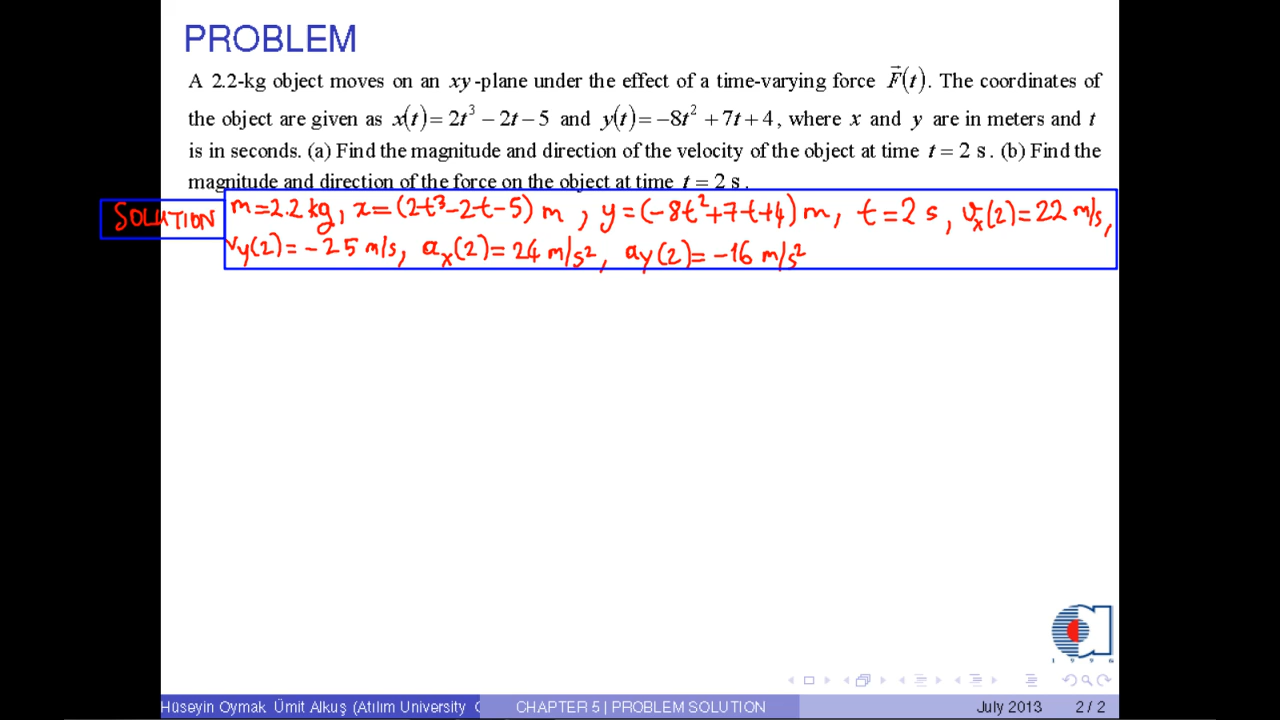 PROBLEM
A 2.2-kg object moves on an xy-plane under the effect of a time-varying force F⃗(t). The coordinates of
the object are given as x(t)=2t³−2t−5 and y(t)=−8t²+7t+4, where x and y are in meters and t
is in seconds. (a) Find the magnitude and direction of the velocity of the object at time t=2 s. (b) Find the
magnitude and direction of the force on the object at time t=2 s.
SOLUTION m=2.2 kg, x=(2t³-2t-5) m, y=(-8t²+7t+4) m, t=2 s, vx(2)=22 m/s,
vy(2)=-25 m/s, ax(2)=24 m/s², ay(2)=-16 m/s²
1996
Hüseyin Oymak, Ümit Alkuş (Atılım University CHAPTER 5 | PROBLEM SOLUTION July 2013 2 / 2